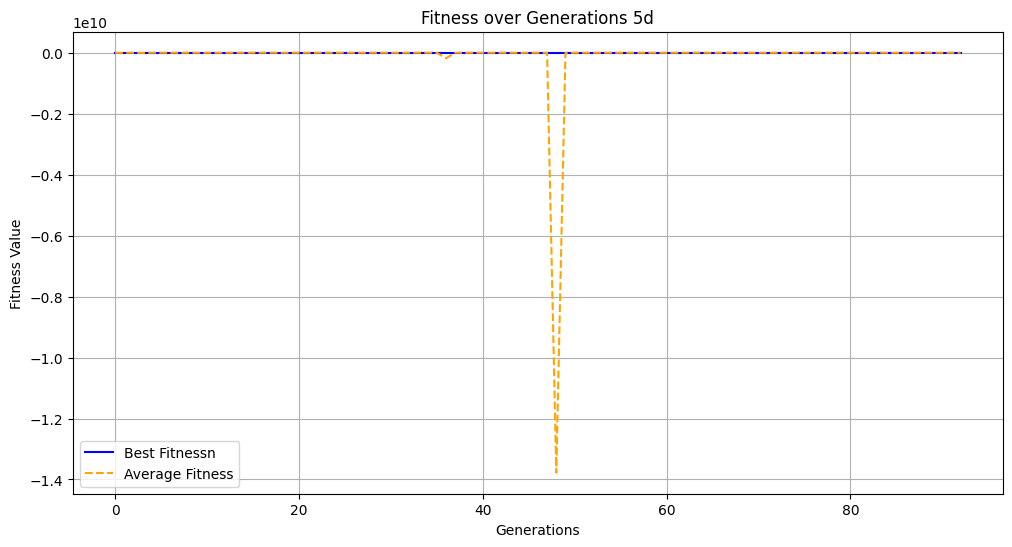 Fitness over Generations 5d
1e10
0.0
−0.2
−0.4
−0.6
−0.8
−1.0
−1.2
−1.4
Fitness Value
Best Fitnessn
Average Fitness
0 20 40 60 80
Generations